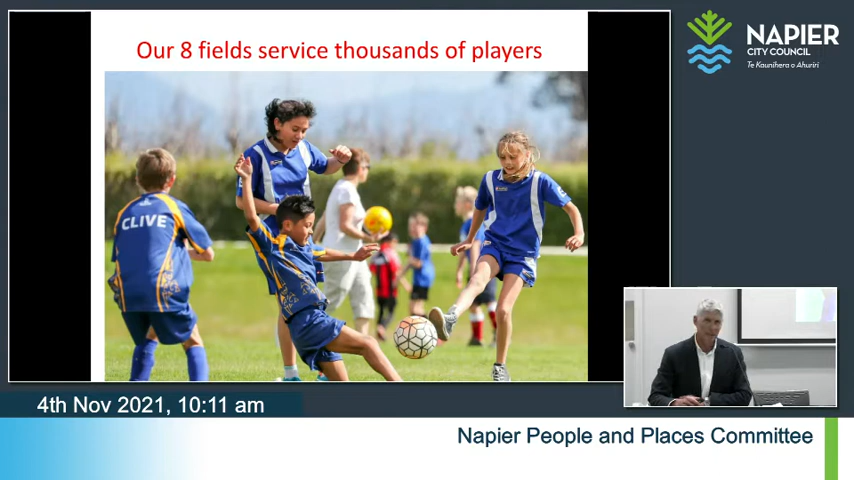 Our 8 fields service thousands of players
CLIVE
NAPIER
CITY COUNCIL
Te Kaunihera o Ahuriri
4th Nov 2021, 10:11 am
Napier People and Places Committee